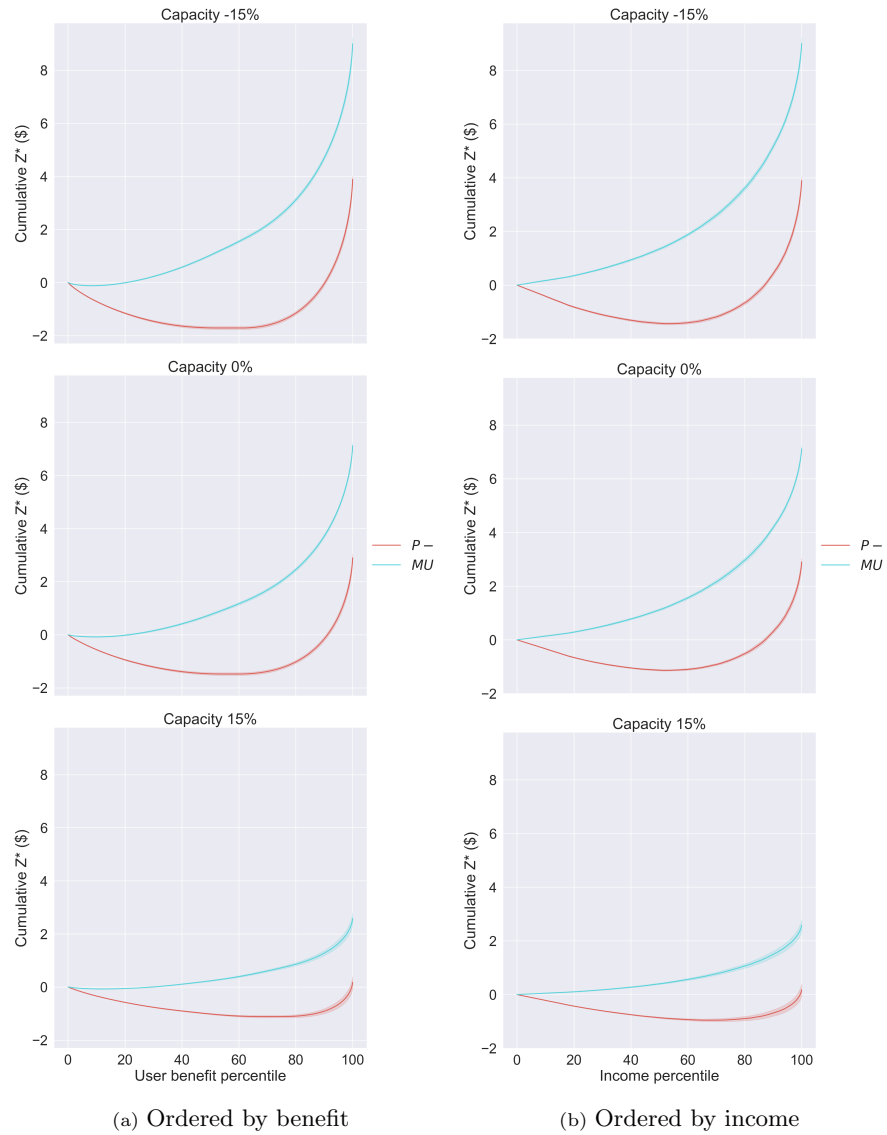 Capacity -15%
Cumulative Z* ($)
8
6
4
2
0
−2
Capacity -15%
Cumulative Z* ($)
8
6
4
2
0
−2
Capacity 0%
Cumulative Z* ($)
8
6
4
2
0
−2
P −
MU
Capacity 0%
Cumulative Z* ($)
8
6
4
2
0
−2
P −
MU
Capacity 15%
Cumulative Z* ($)
8
6
4
2
0
−2
0 20 40 60 80 100
User benefit percentile
Capacity 15%
Cumulative Z* ($)
8
6
4
2
0
−2
0 20 40 60 80 100
Income percentile
(a) Ordered by benefit
(b) Ordered by income